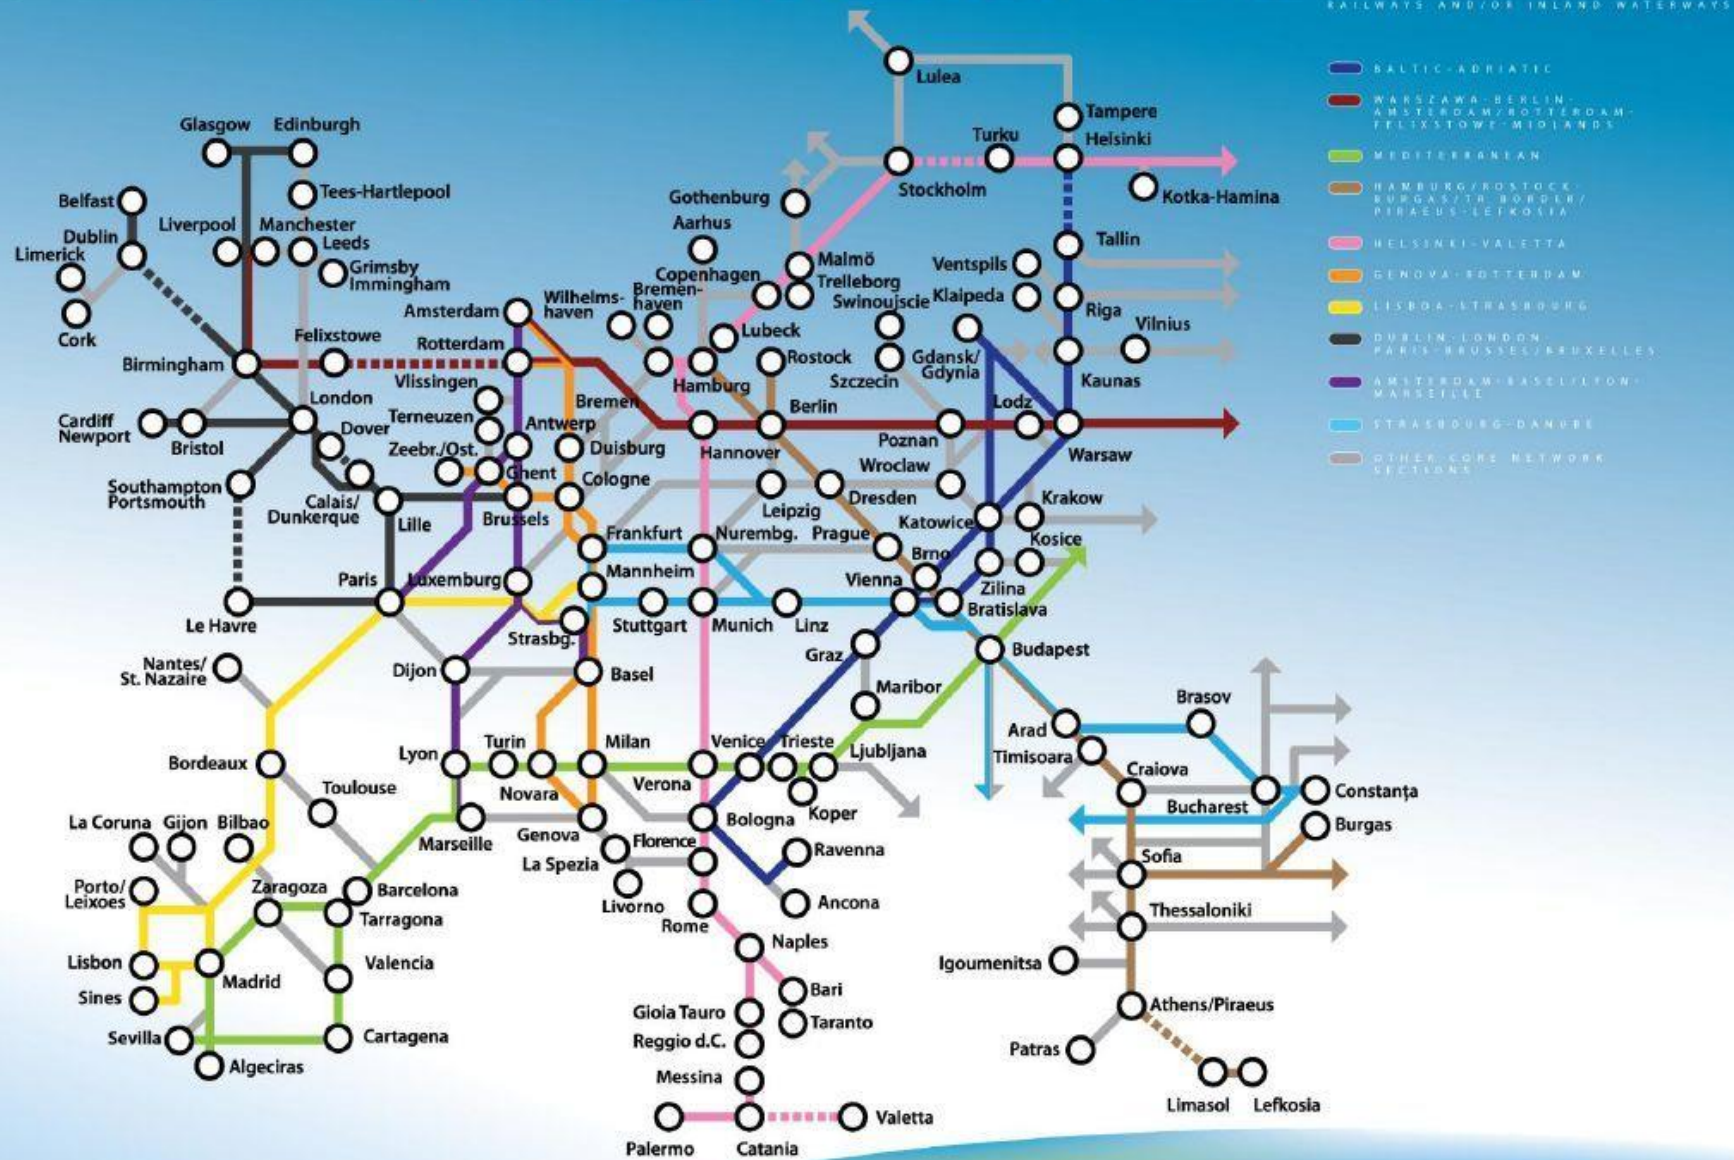 RAILWAYS AND/OR INLAND WATERWAYS
BALTIC-ADRIATIC
WARSZAWA-BERLIN-
AMSTERDAM/ROTTERDAM-
FELIXSTOWE-MIDLANDS
MEDITERRANEAN
HAMBURG/ROSTOCK-
BURGAS/TR BORDER/
PIRAEUS-LEFKOSIA
HELSINKI-VALETTA
GENOVA-ROTTERDAM
LISBOA-STRASBOURG
DUBLIN-LONDON-
PARIS-BRUSSEL/BRUXELLES
AMSTERDAM-BASEL/LYON-
MARSEILLE
STRASBOURG-DANUBE
OTHER CORE NETWORK
SECTIONS
Lulea
Tampere
Glasgow
Edinburgh
Turku
Helsinki
Tees-Hartlepool
Stockholm
Kotka-Hamina
Belfast
Gothenburg
Liverpool
Manchester
Aarhus
Dublin
Leeds
Tallin
Limerick
Grimsby
Immingham
Malmö
Ventspils
Copenhagen
Trelleborg
Bremen-
haven
Wilhelms-
haven
Swinoujscie
Klaipeda
Amsterdam
Riga
Cork
Felixstowe
Lubeck
Vilnius
Rotterdam
Birmingham
Rostock
Gdansk/
Gdynia
Vlissingen
Hamburg
Szczecin
Kaunas
London
Bremen
Berlin
Lodz
Cardiff
Newport
Bristol
Dover
Terneuzen
Antwerp
Zeebr./Ost.
Duisburg
Hannover
Poznan
Warsaw
Ghent
Cologne
Wroclaw
Southampton
Portsmouth
Calais/
Dunkerque
Lille
Brussels
Leipzig
Dresden
Krakow
Katowice
Frankfurt
Nurembg.
Prague
Kosice
Brno
Paris
Luxemburg
Mannheim
Vienna
Zilina
Le Havre
Strasbg.
Stuttgart
Munich
Linz
Bratislava
Nantes/
St. Nazaire
Dijon
Basel
Graz
Budapest
Maribor
Brasov
Arad
Bordeaux
Lyon
Turin
Milan
Venice
Trieste
Ljubljana
Timisoara
Toulouse
Novara
Verona
Craiova
Koper
Bucharest
Constanţa
La Coruna
Gijon
Bilbao
Marseille
Genova
Florence
Bologna
Burgas
La Spezia
Ravenna
Sofia
Porto/
Leixoes
Zaragoza
Barcelona
Livorno
Ancona
Tarragona
Rome
Thessaloniki
Lisbon
Madrid
Valencia
Naples
Igoumenitsa
Sines
Bari
Gioia Tauro
Taranto
Athens/Piraeus
Sevilla
Cartagena
Reggio d.C.
Patras
Algeciras
Messina
Limasol
Lefkosia
Valetta
Palermo
Catania